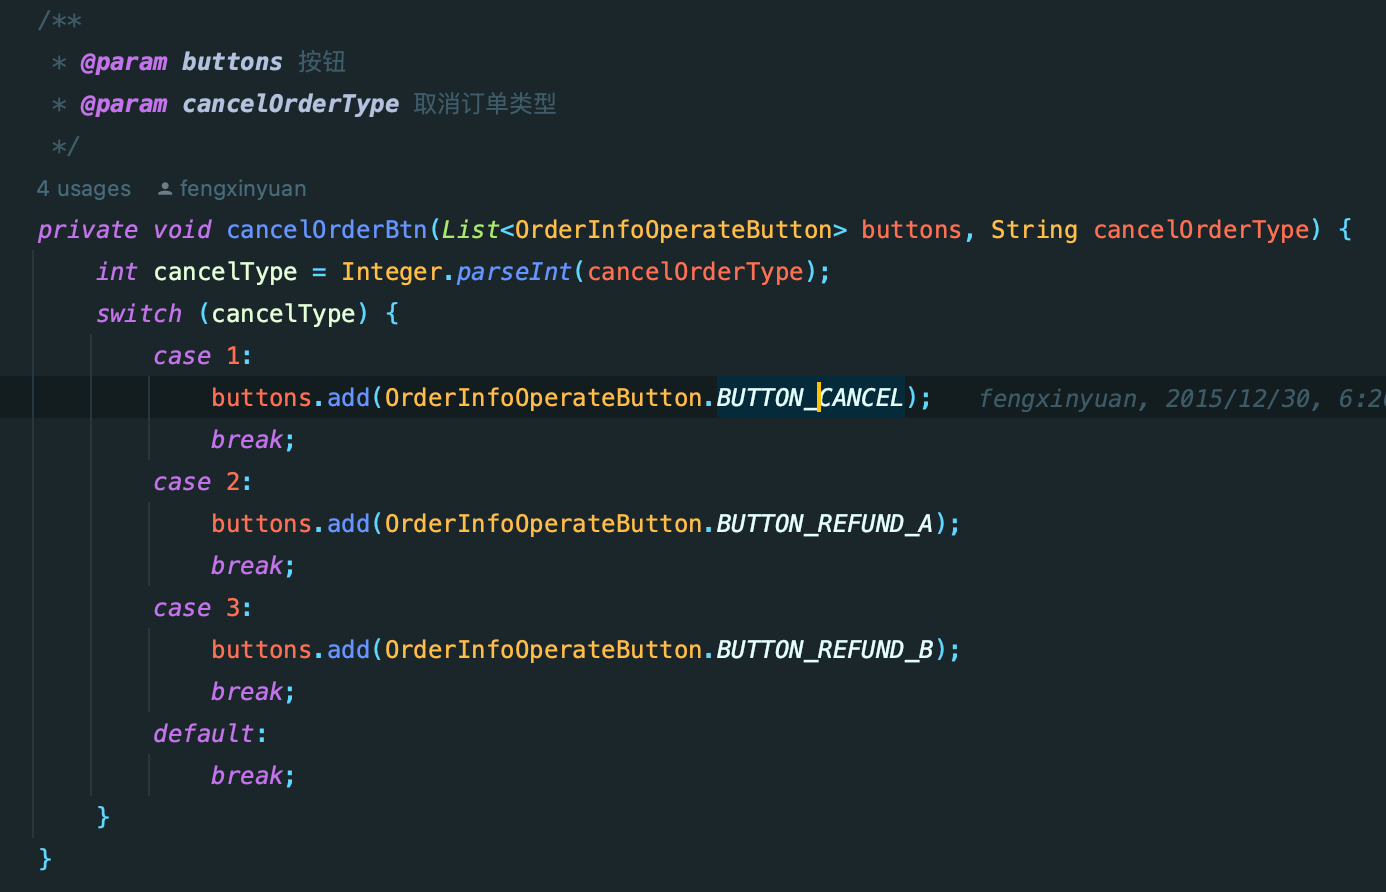 /**
 * @param buttons 按钮
 * @param cancelOrderType 取消订单类型
 */
4 usages fengxinyuan
private void cancelOrderBtn(List<OrderInfoOperateButton> buttons, String cancelOrderType) {
    int cancelType = Integer.parseInt(cancelOrderType);
    switch (cancelType) {
        case 1:
            buttons.add(OrderInfoOperateButton.BUTTON_CANCEL); fengxinyuan, 2015/12/30, 6:2
            break;
        case 2:
            buttons.add(OrderInfoOperateButton.BUTTON_REFUND_A);
            break;
        case 3:
            buttons.add(OrderInfoOperateButton.BUTTON_REFUND_B);
            break;
        default:
            break;
    }
}